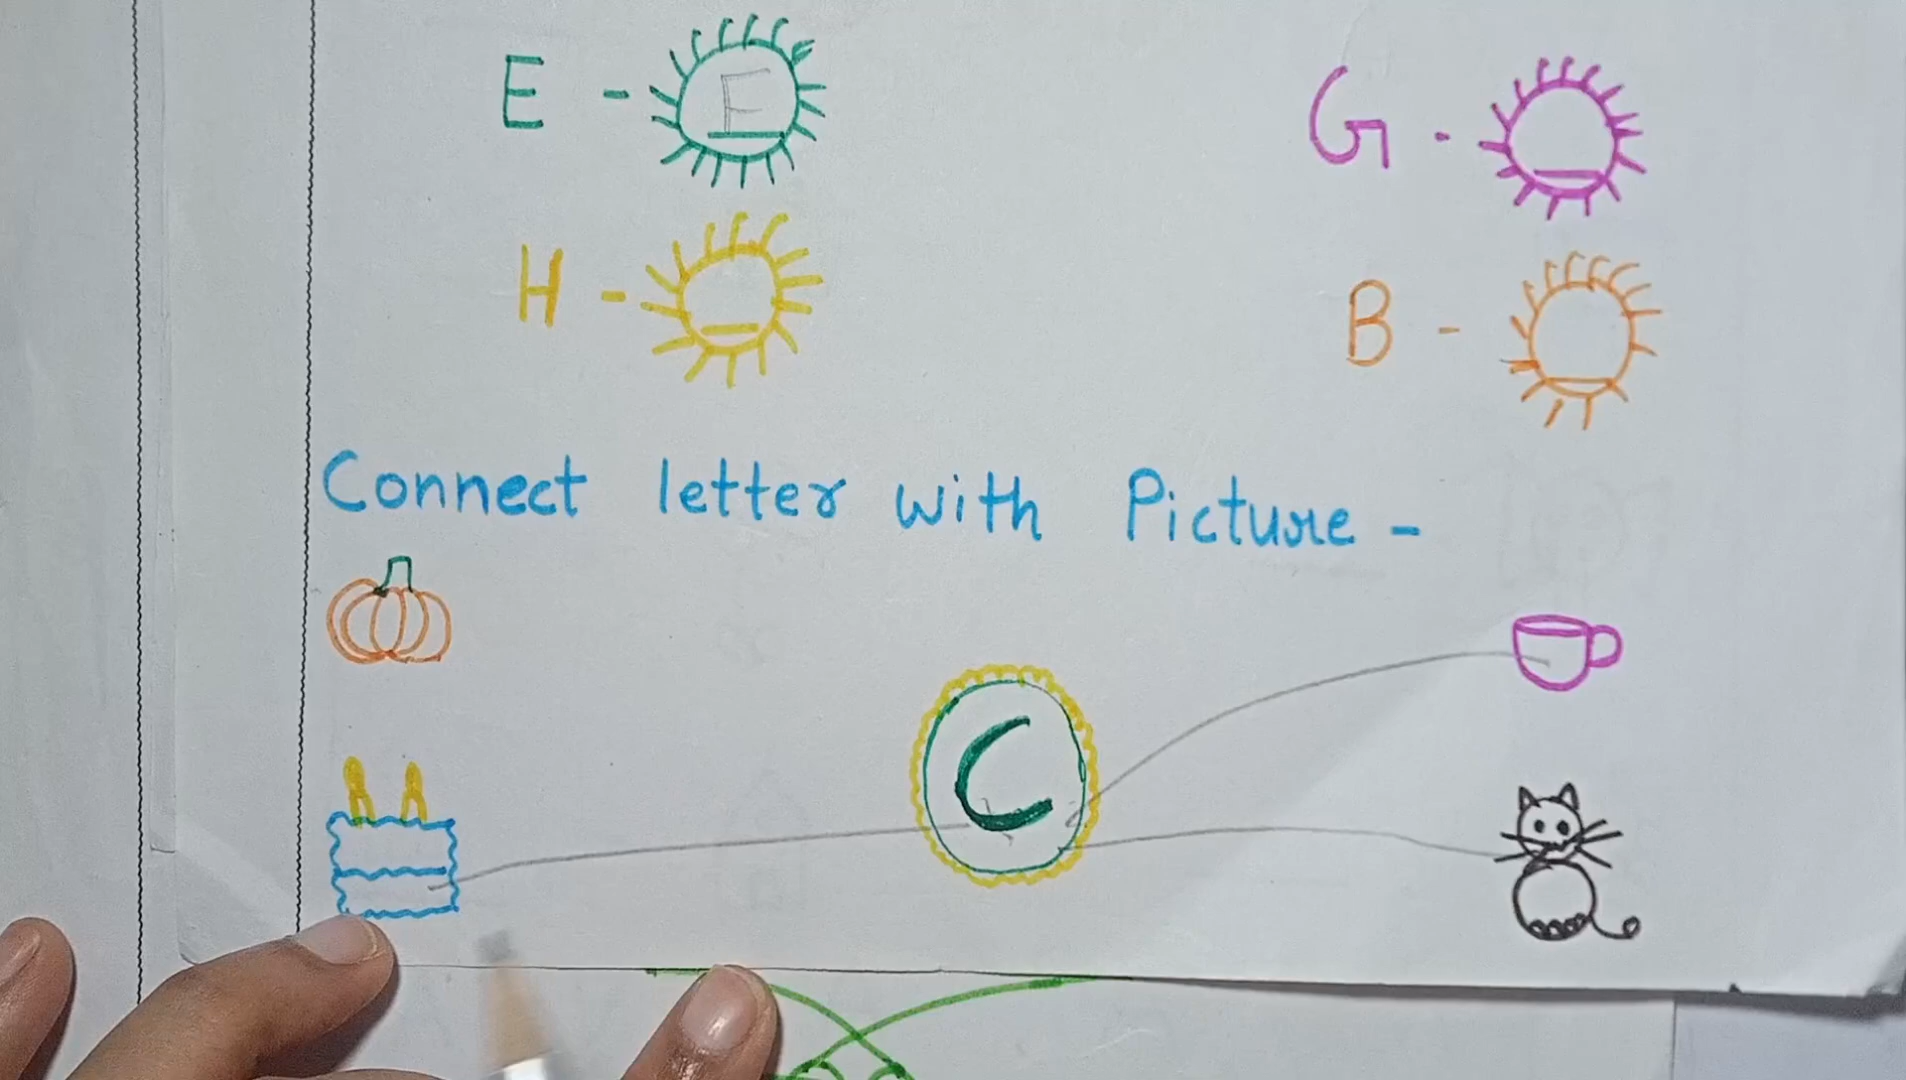 E - E
G -
H -
B -
Connect letter with Picture -
C